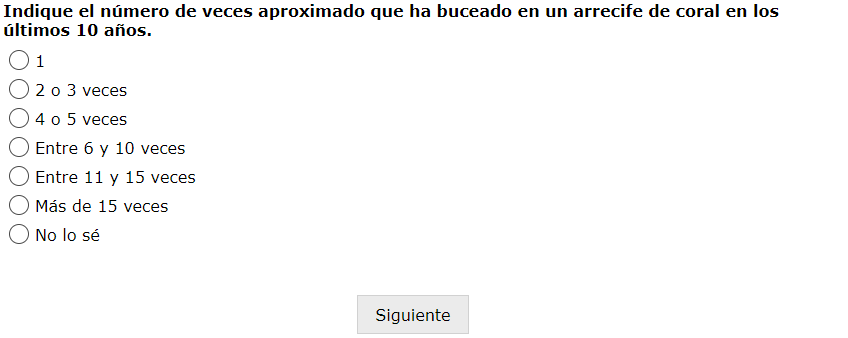 Indique el número de veces aproximado que ha buceado en un arrecife de coral en los
últimos 10 años.
1
2 o 3 veces
4 o 5 veces
Entre 6 y 10 veces
Entre 11 y 15 veces
Más de 15 veces
No lo sé
Siguiente